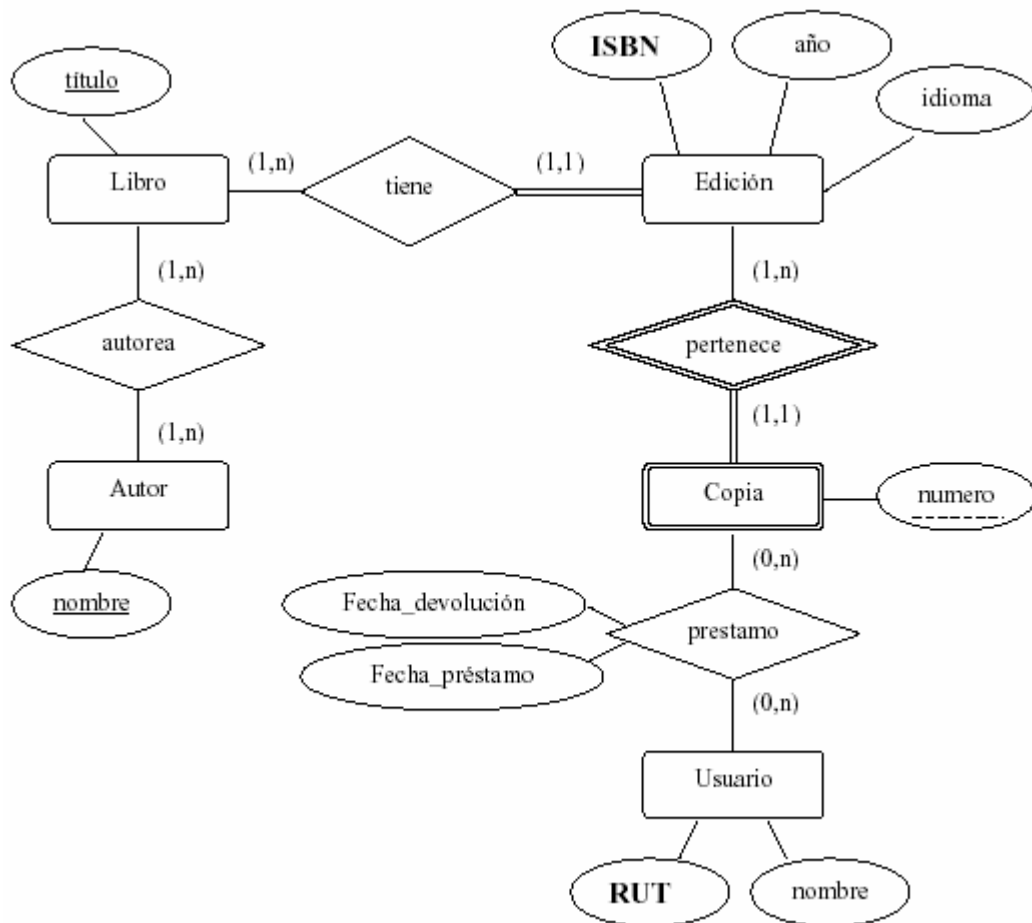 ISBN
año
título
idioma
Libro
(1,n)
tiene
(1,1)
Edición
(1,n)
(1,n)
autorea
pertenece
(1,n)
(1,1)
Autor
Copia
numero
(0,n)
nombre
Fecha_devolución
prestamo
Fecha_préstamo
(0,n)
Usuario
RUT
nombre